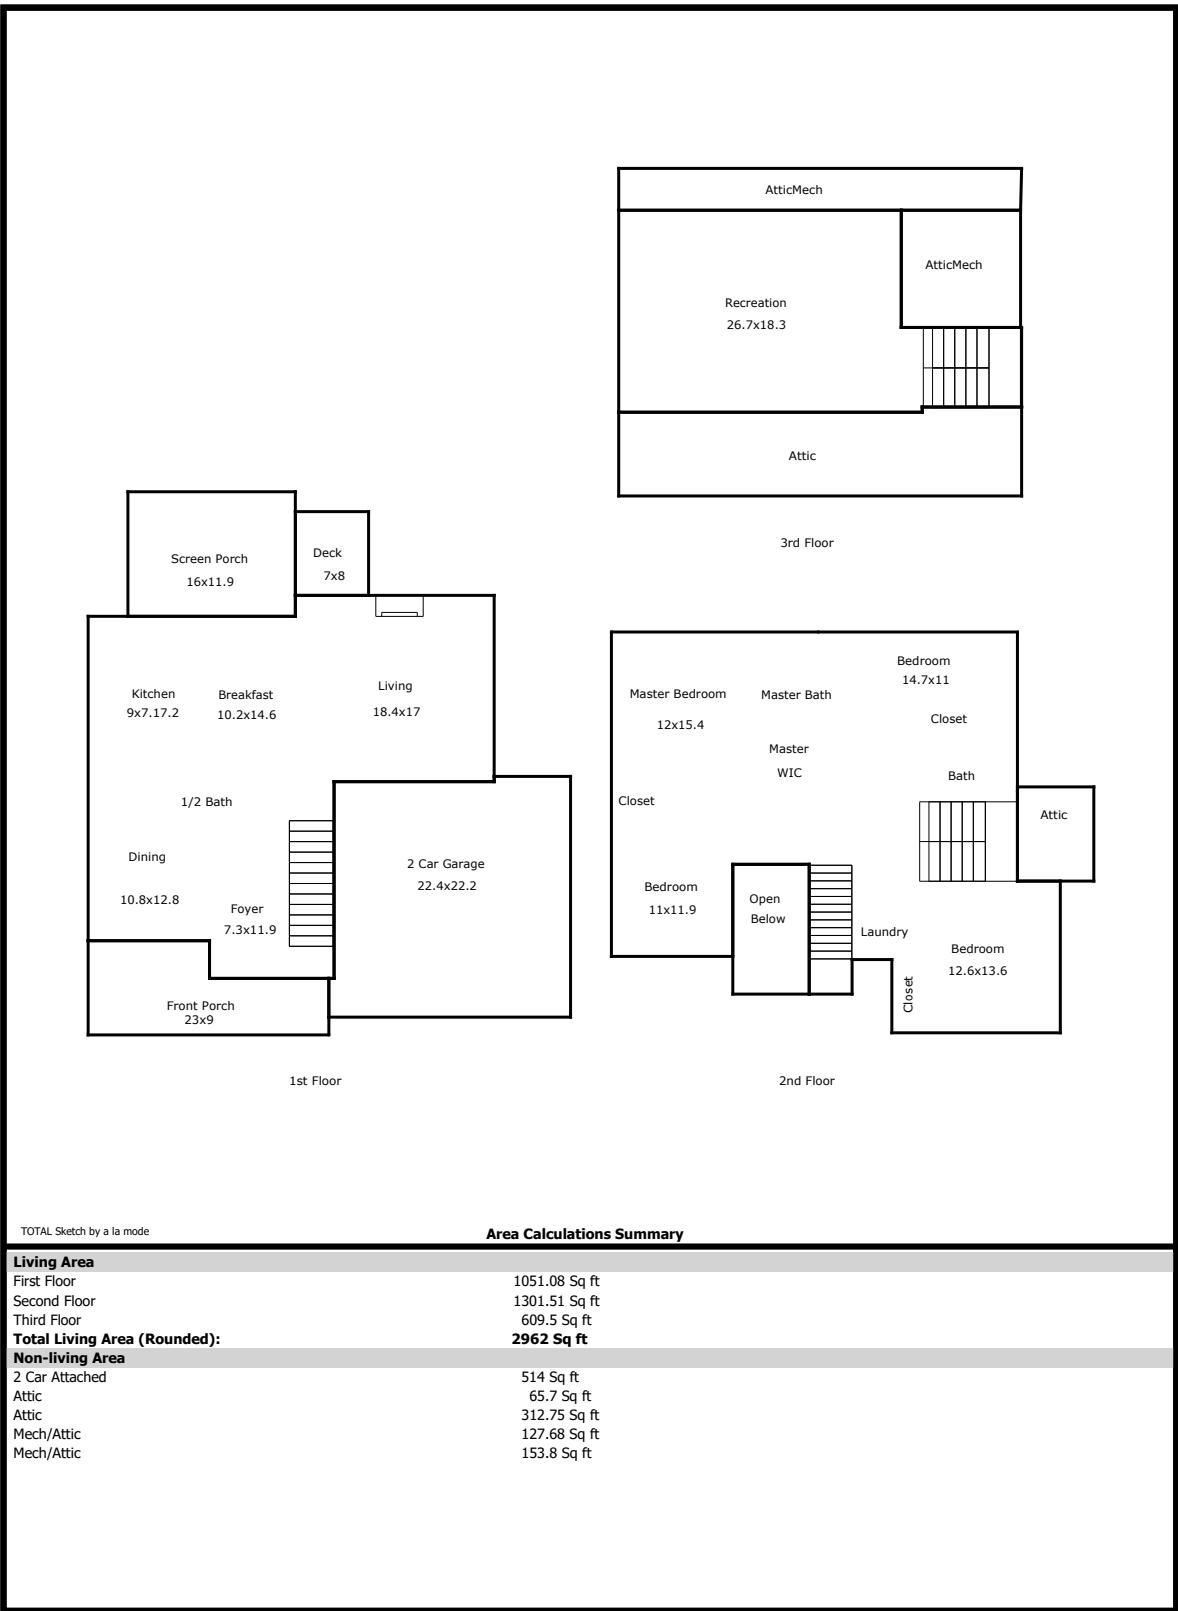 AtticMech
AtticMech
Recreation
26.7x18.3
Attic
3rd Floor
Screen Porch
16x11.9
Deck
7x8
Kitchen
9x7.17.2
Breakfast
10.2x14.6
Living
18.4x17
1/2 Bath
Dining
10.8x12.8
Foyer
7.3x11.9
2 Car Garage
22.4x22.2
Front Porch
23x9
1st Floor
Master Bedroom
12x15.4
Master Bath
Bedroom
14.7x11
Closet
Master
WIC
Bath
Closet
Attic
Bedroom
11x11.9
Open
Below
Laundry
Bedroom
12.6x13.6
Closet
2nd Floor
TOTAL Sketch by a la mode
Area Calculations Summary
Living Area
First Floor 1051.08 Sq ft
Second Floor 1301.51 Sq ft
Third Floor 609.5 Sq ft
Total Living Area (Rounded): 2962 Sq ft
Non-living Area
2 Car Attached 514 Sq ft
Attic 65.7 Sq ft
Attic 312.75 Sq ft
Mech/Attic 127.68 Sq ft
Mech/Attic 153.8 Sq ft